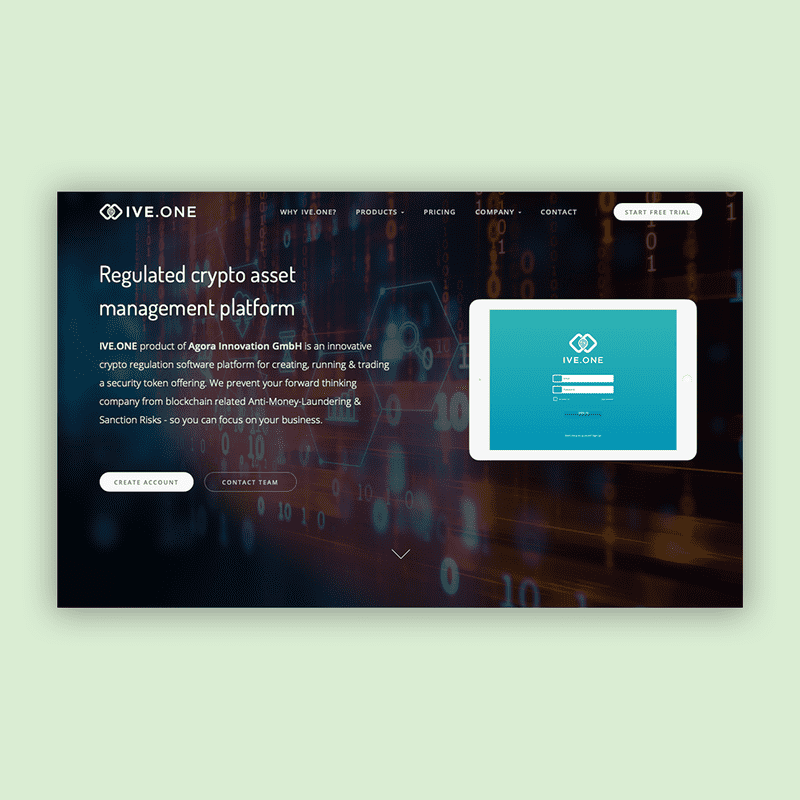 IVE.ONE
WHY IVE.ONE?
PRODUCTS
PRICING
COMPANY
CONTACT
START FREE TRIAL
Regulated crypto asset
management platform
IVE.ONE product of Agora Innovation GmbH is an innovative
crypto regulation software platform for creating, running & trading
a security token offering. We prevent your forward thinking
company from blockchain related Anti-Money-Laundering &
Sanction Risks - so you can focus on your business.
CREATE ACCOUNT
CONTACT TEAM
IVE.ONE